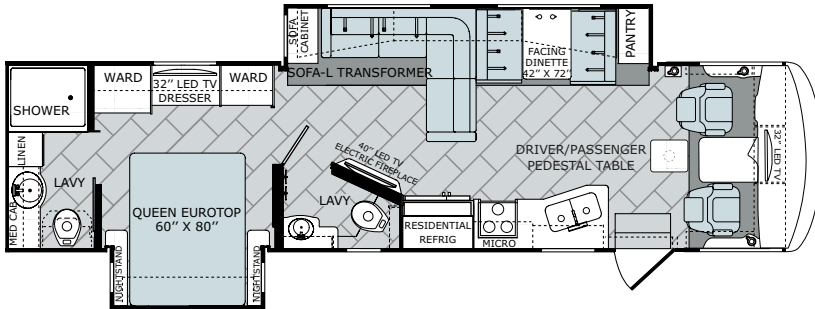 SOFA
CABINET
FACING
DINETTE
42" X 72"
PANTRY
SOFA-L TRANSFORMER
WARD
32" LED TV
DRESSER
WARD
SHOWER
LINEN
LAVY
MED CAB
QUEEN EUROTOP
60" X 80"
NIGHTSTAND
NIGHTSTAND
40" LED TV
ELECTRIC FIREPLACE
LAVY
RESIDENTIAL
REFRIG
MICRO
DRIVER/PASSENGER
PEDESTAL TABLE
32" LED TV